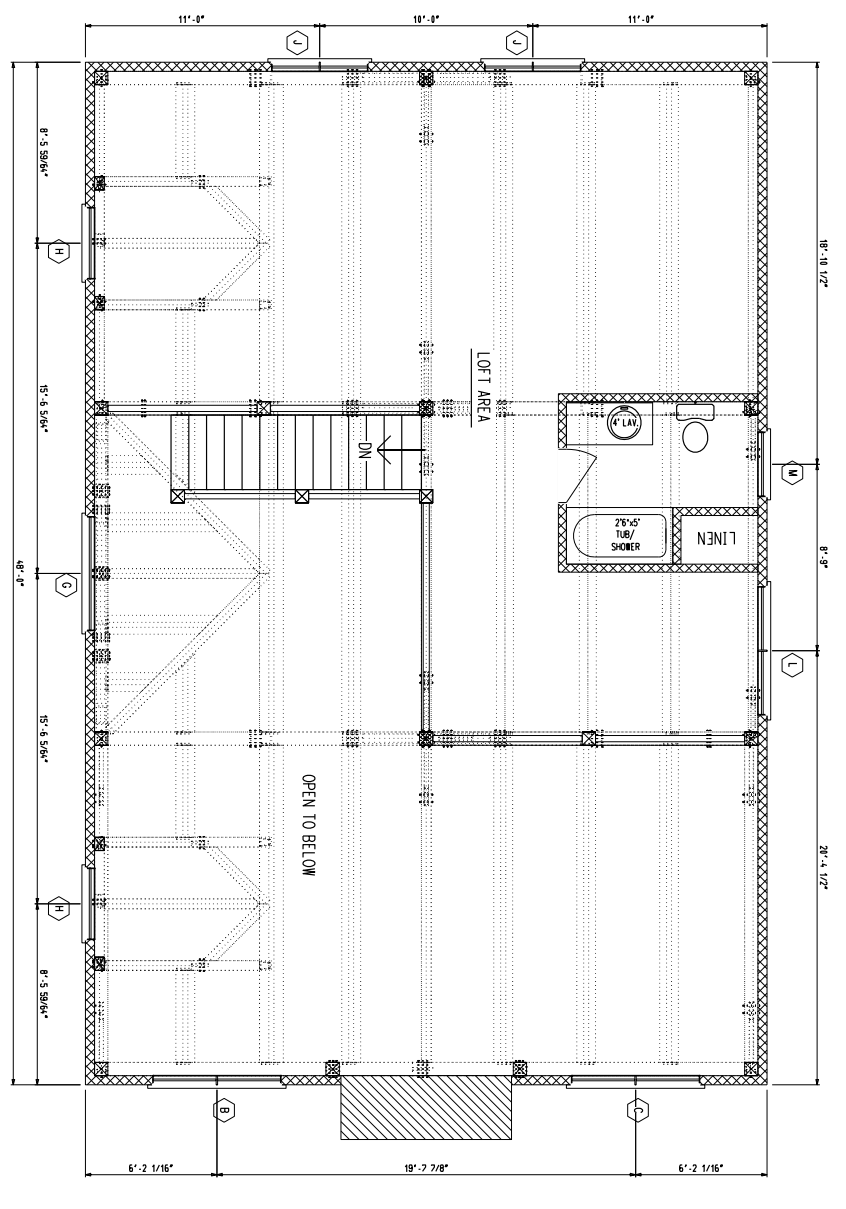 11'-0"
10'-0"
11'-0"
J
J
8'-5 59/64"
H
18'-10 1/2"
15'-6 5/64"
LOFT AREA
4' LAV.
DN
M
2'6"x5'
TUB/
SHOWER
LINEN
8'-9"
48'-0"
G
L
15'-6 5/64"
OPEN TO BELOW
20'-4 1/2"
H
8'-5 59/64"
B
C
6'-2 1/16"
19'-7 7/8"
6'-2 1/16"